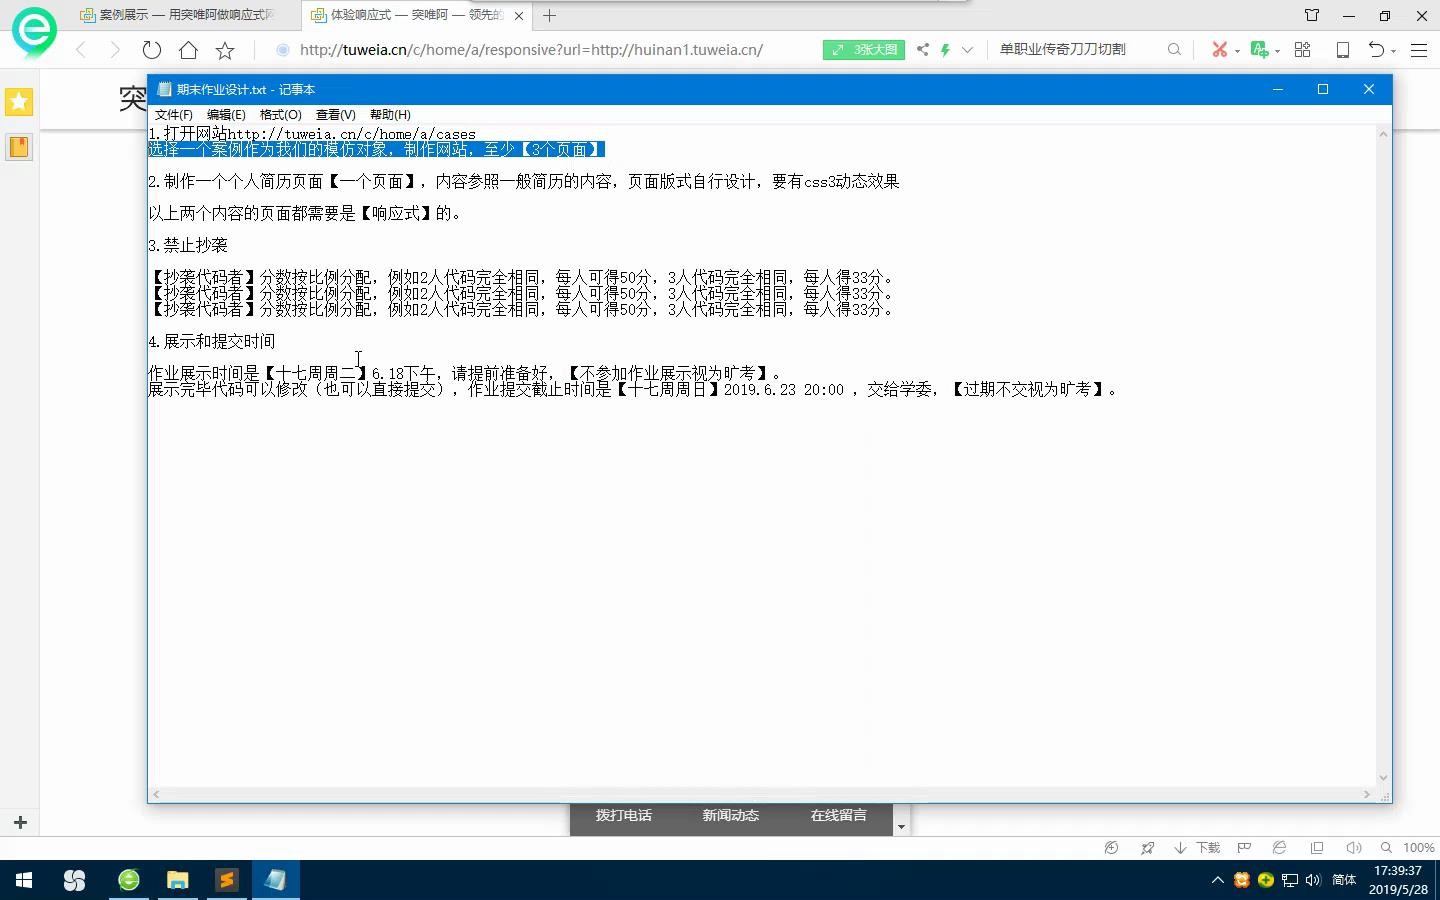 案例展示 — 用突唯阿做响应式网
体验响应式 — 突唯阿 — 领先的
http://tuweia.cn/c/home/a/responsive?url=http://huinan1.tuweia.cn/
3张大图
单职业传奇刀刀切割
突
期末作业设计.txt - 记事本
文件(F) 编辑(E) 格式(O) 查看(V) 帮助(H)
1.打开网站http://tuweia.cn/c/home/a/cases
选择一个案例作为我们的模仿对象，制作网站，至少【3个页面】
2.制作一个个人简历页面【一个页面】，内容参照一般简历的内容，页面版式自行设计，要有css3动态效果
以上两个内容的页面都需要是【响应式】的。
3.禁止抄袭
【抄袭代码者】分数按比例分配，例如2人代码完全相同，每人可得50分，3人代码完全相同，每人得33分。
【抄袭代码者】分数按比例分配，例如2人代码完全相同，每人可得50分，3人代码完全相同，每人得33分。
【抄袭代码者】分数按比例分配，例如2人代码完全相同，每人可得50分，3人代码完全相同，每人得33分。
4.展示和提交时间
作业展示时间是【十七周周二】6.18下午，请提前准备好，【不参加作业展示视为旷考】。
展示完毕代码可以修改（也可以直接提交），作业提交截止时间是【十七周周日】2019.6.23 20:00 ，交给学委，【过期不交视为旷考】。
拨打电话 新闻动态 在线留言
下载
100%
简体
17:39:37
2019/5/28